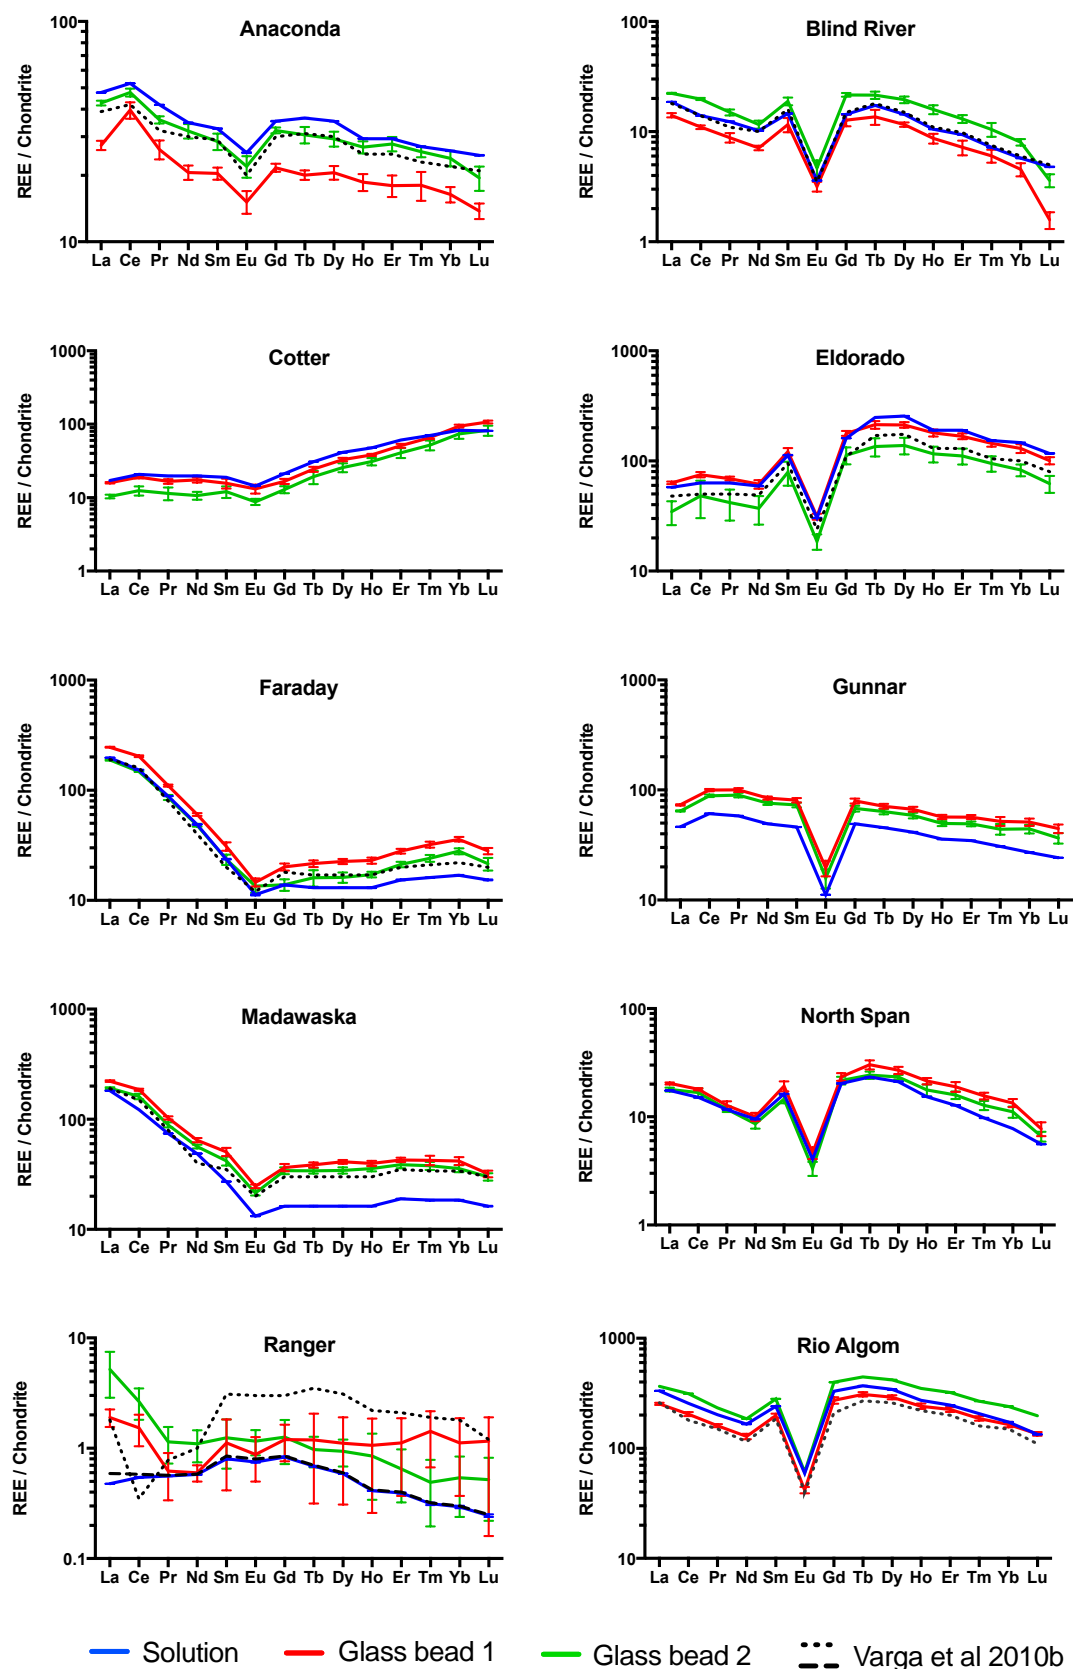 Anaconda
REE / Chondrite
100
10
La Ce Pr Nd Sm Eu Gd Tb Dy Ho Er Tm Yb Lu
Blind River
REE / Chondrite
100
10
1
La Ce Pr Nd Sm Eu Gd Tb Dy Ho Er Tm Yb Lu
Cotter
REE / Chondrite
1000
100
10
1
La Ce Pr Nd Sm Eu Gd Tb Dy Ho Er Tm Yb Lu
Eldorado
REE / Chondrite
1000
100
10
La Ce Pr Nd Sm Eu Gd Tb Dy Ho Er Tm Yb Lu
Faraday
REE / Chondrite
1000
100
10
La Ce Pr Nd Sm Eu Gd Tb Dy Ho Er Tm Yb Lu
Gunnar
REE / Chondrite
1000
100
10
La Ce Pr Nd Sm Eu Gd Tb Dy Ho Er Tm Yb Lu
Madawaska
REE / Chondrite
1000
100
10
La Ce Pr Nd Sm Eu Gd Tb Dy Ho Er Tm Yb Lu
North Span
REE / Chondrite
100
10
1
La Ce Pr Nd Sm Eu Gd Tb Dy Ho Er Tm Yb Lu
Ranger
REE / Chondrite
10
1
0.1
La Ce Pr Nd Sm Eu Gd Tb Dy Ho Er Tm Yb Lu
Rio Algom
REE / Chondrite
1000
100
10
La Ce Pr Nd Sm Eu Gd Tb Dy Ho Er Tm Yb Lu
Solution Glass bead 1 Glass bead 2 Varga et al 2010b